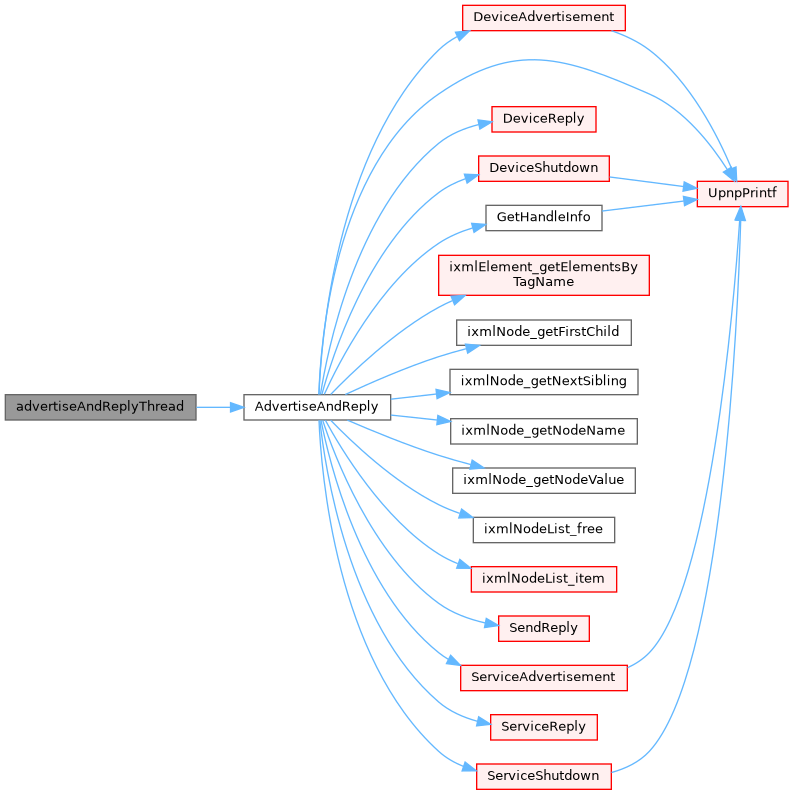 DeviceAdvertisement
DeviceReply
DeviceShutdown
UpnpPrintf
GetHandleInfo
ixmlElement_getElementsBy
TagName
ixmlNode_getFirstChild
ixmlNode_getNextSibling
advertiseAndReplyThread
AdvertiseAndReply
ixmlNode_getNodeName
ixmlNode_getNodeValue
ixmlNodeList_free
ixmlNodeList_item
SendReply
ServiceAdvertisement
ServiceReply
ServiceShutdown